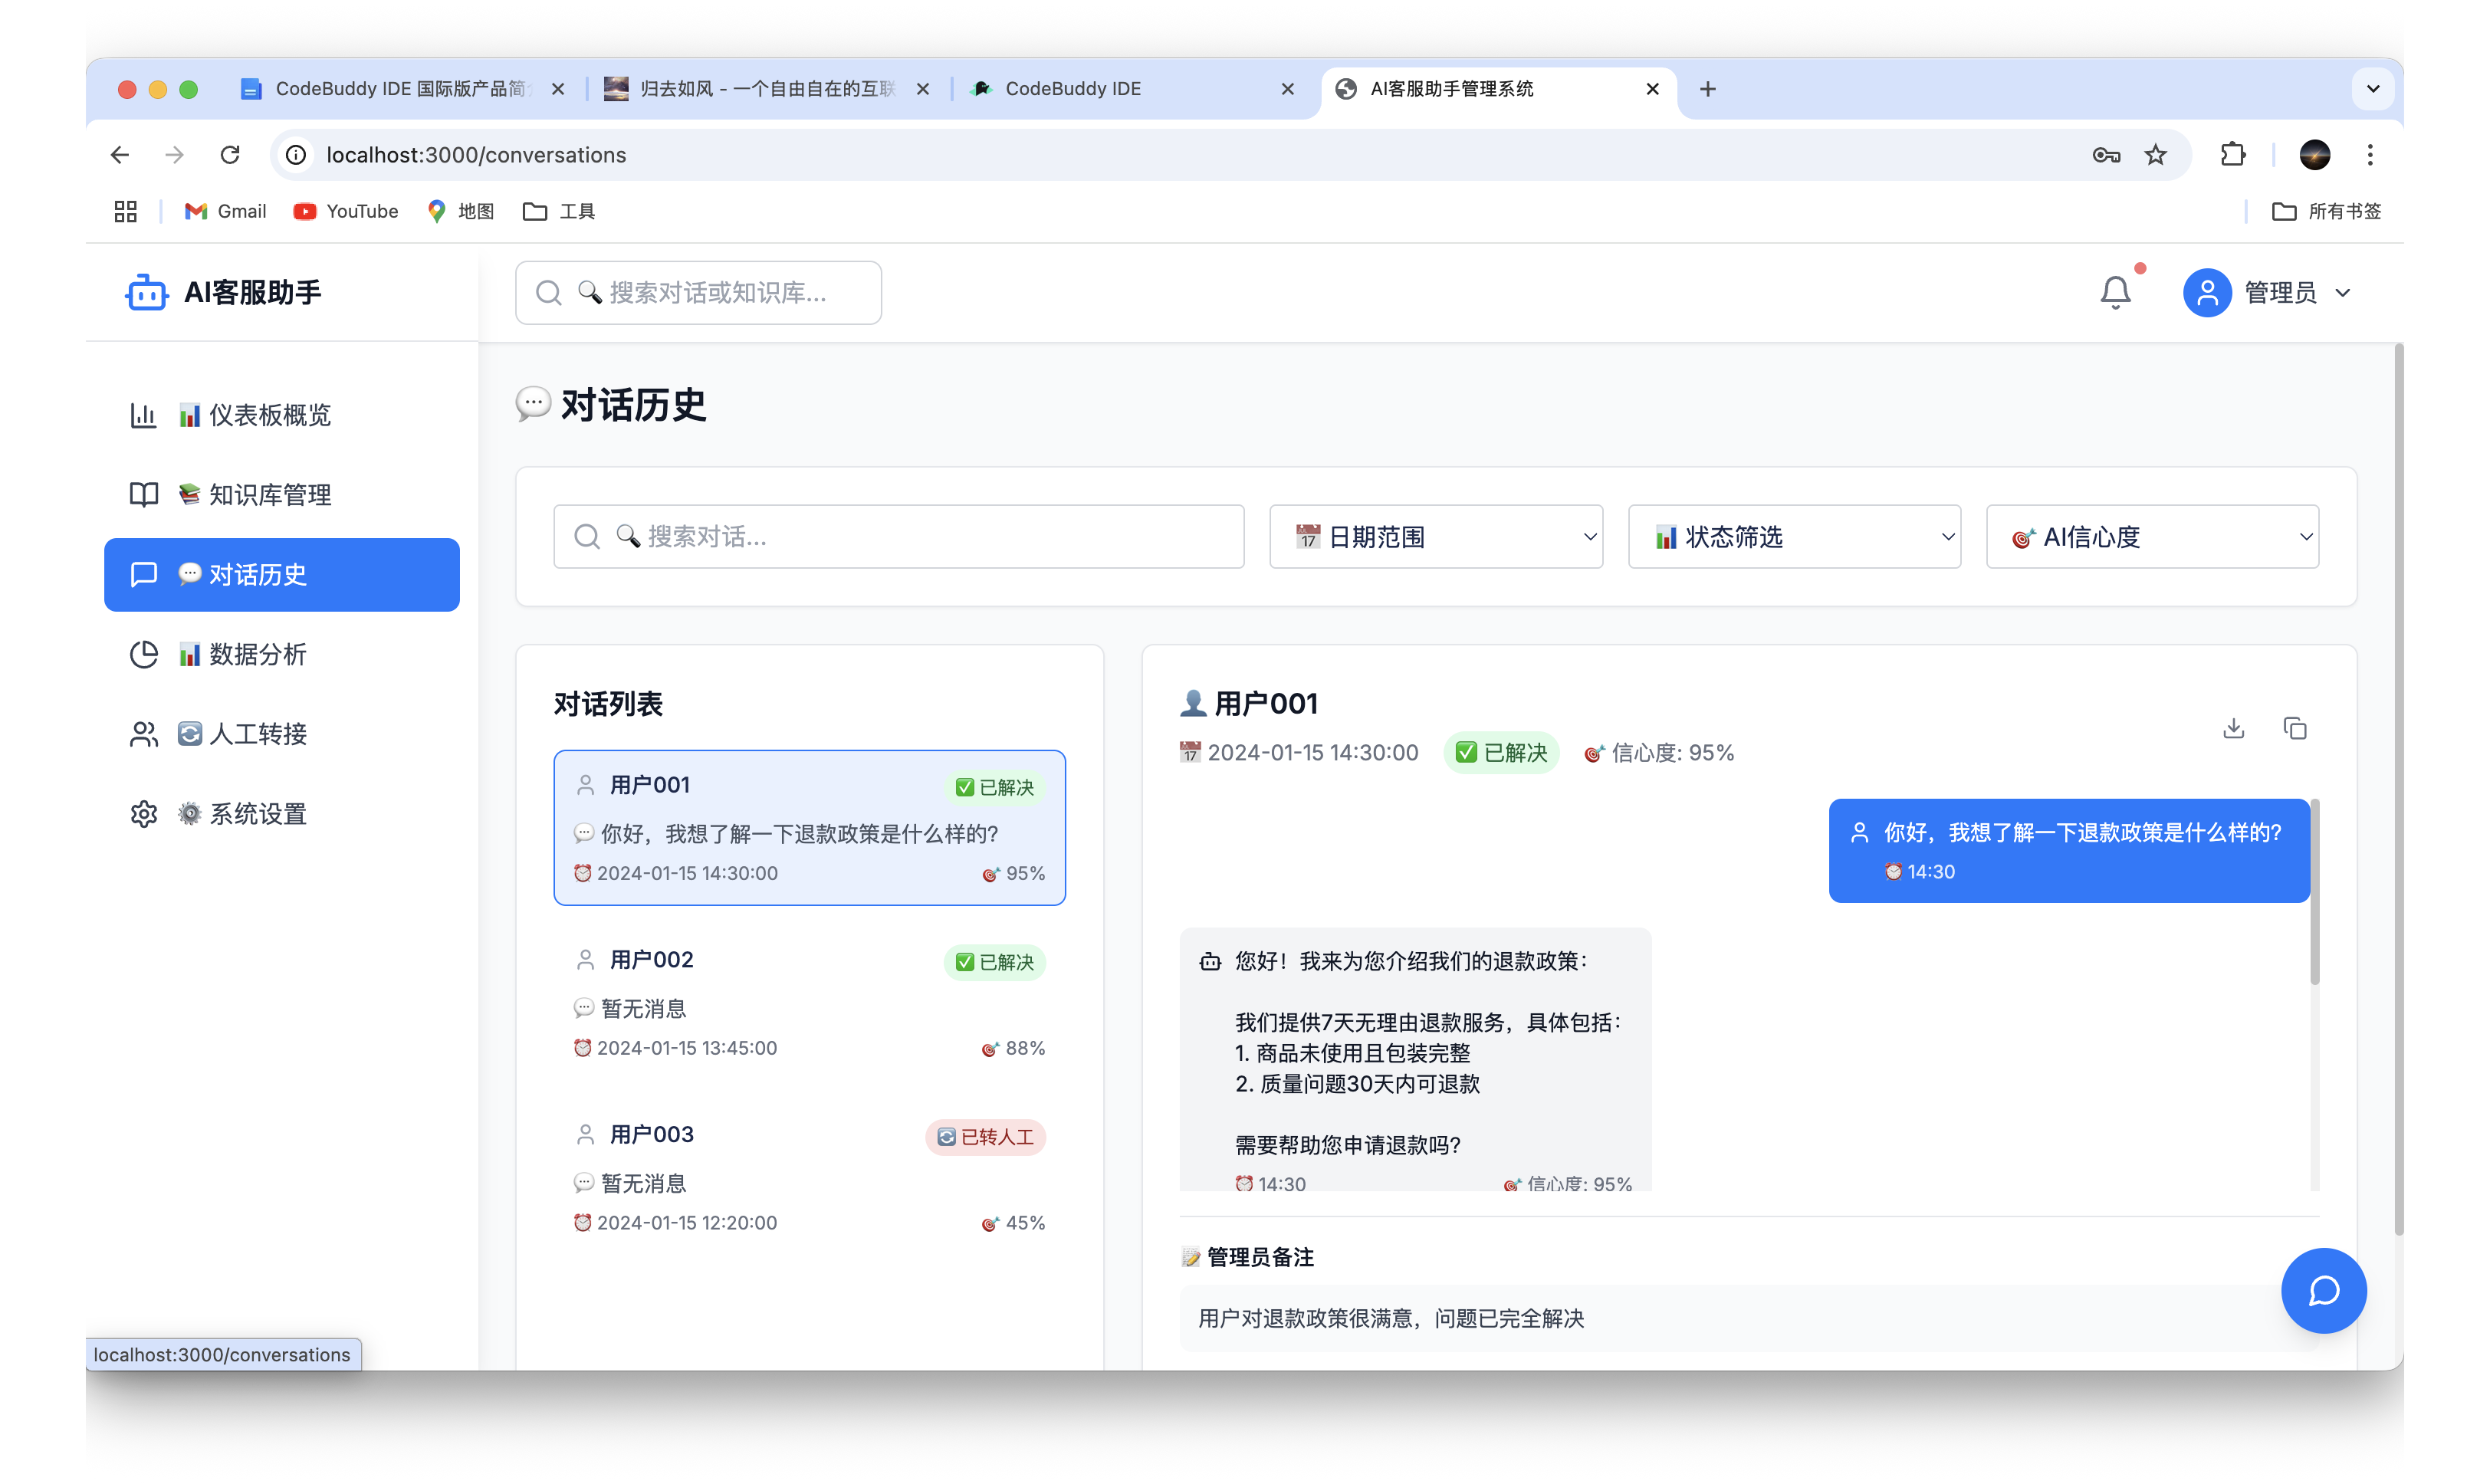 CodeBuddy IDE 国际版产品简
归去如风 - 一个自由自在的互联
CodeBuddy IDE
AI客服助手管理系统
localhost:3000/conversations
Gmail
YouTube
地图
工具
所有书签
AI客服助手
搜索对话或知识库...
管理员
仪表板概览
知识库管理
对话历史
数据分析
人工转接
系统设置
对话历史
搜索对话...
17 日期范围
状态筛选
AI信心度
对话列表
用户001
已解决
你好，我想了解一下退款政策是什么样的?
2024-01-15 14:30:00
95%
用户002
已解决
暂无消息
2024-01-15 13:45:00
88%
用户003
已转人工
暂无消息
2024-01-15 12:20:00
45%
用户001
17 2024-01-15 14:30:00
已解决
信心度: 95%
你好，我想了解一下退款政策是什么样的?
14:30
您好！我来为您介绍我们的退款政策：
我们提供7天无理由退款服务，具体包括：
1. 商品未使用且包装完整
2. 质量问题30天内可退款
需要帮助您申请退款吗?
14:30
信心度: 95%
管理员备注
用户对退款政策很满意，问题已完全解决
localhost:3000/conversations